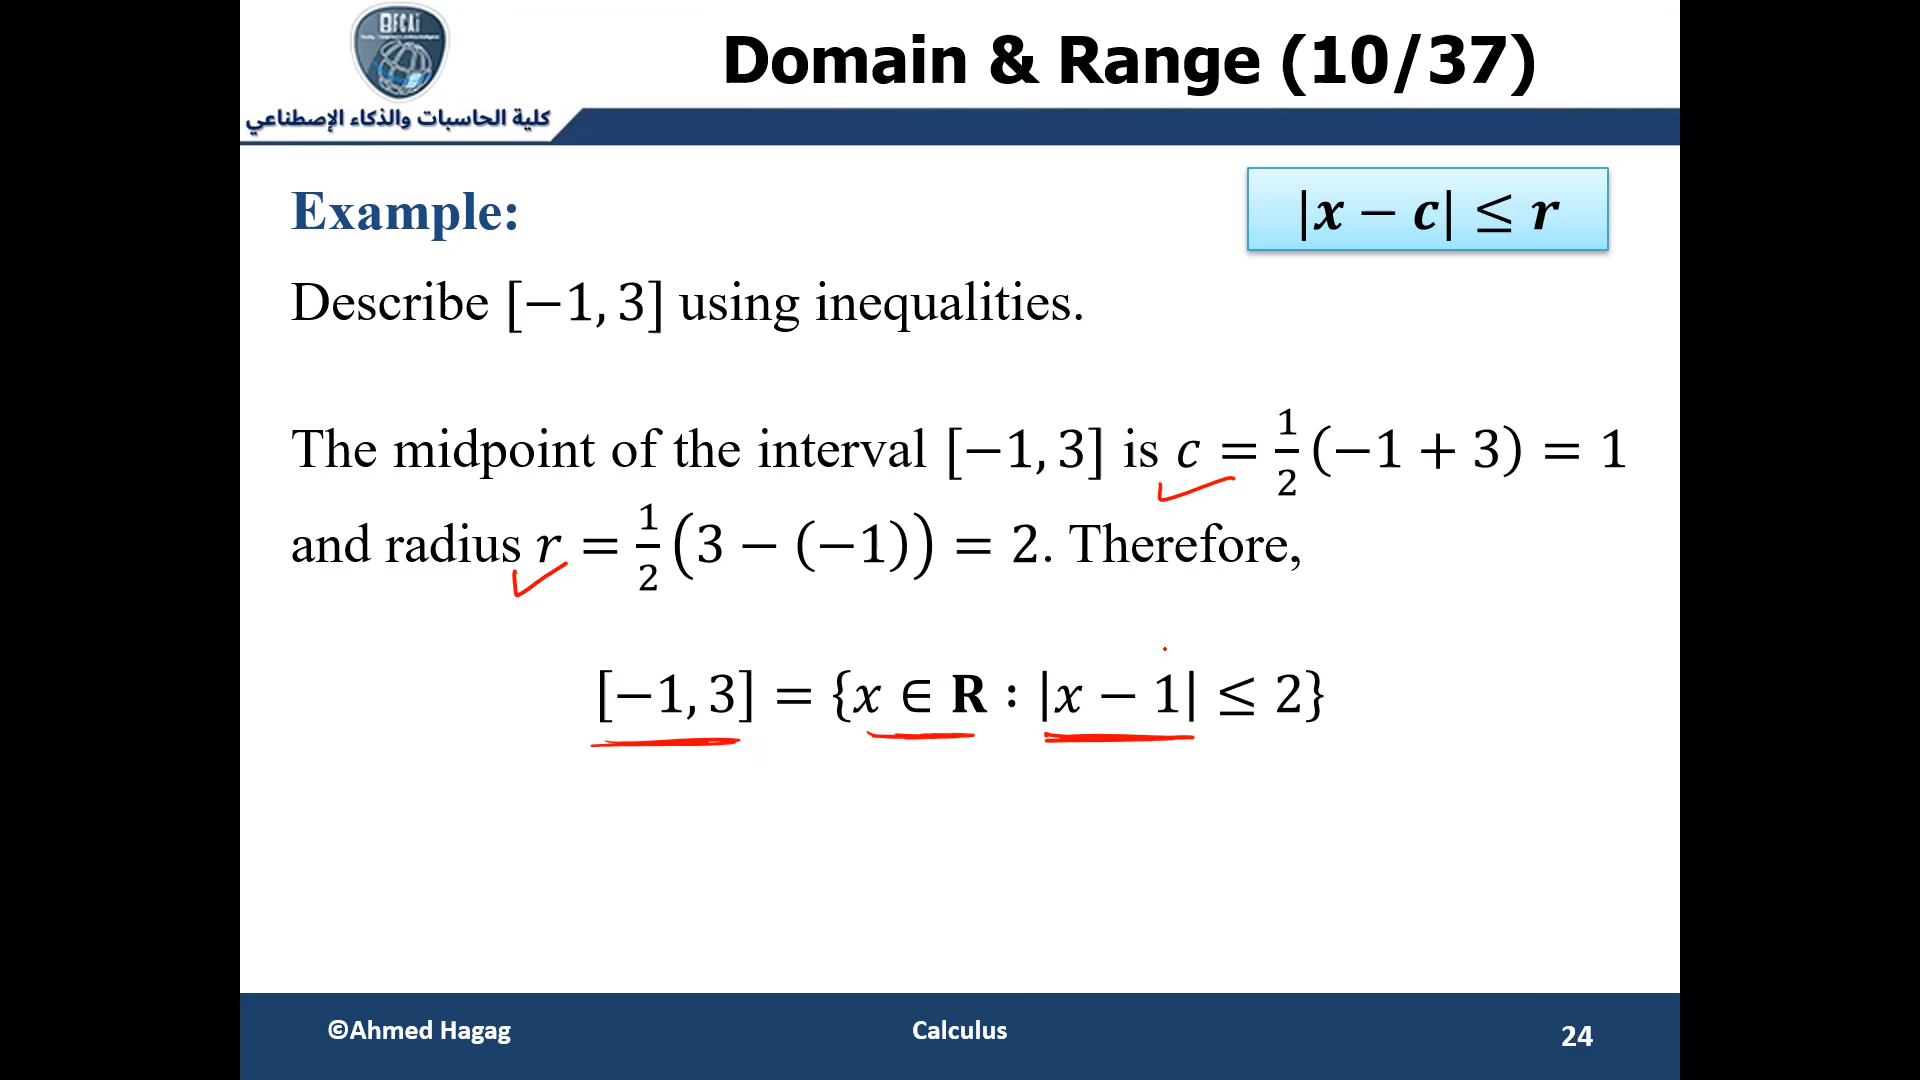 BFCAI
Domain & Range (10/37)
كلية الحاسبات والذكاء الإصطناعي
Example:
|x − c| ≤ r
Describe [−1, 3] using inequalities.
The midpoint of the interval [−1, 3] is c = 1/2 (−1 + 3) = 1
and radius r = 1/2 (3 − (−1)) = 2. Therefore,
[−1, 3] = {x ∈ R : |x − 1| ≤ 2}
©Ahmed Hagag
Calculus
24